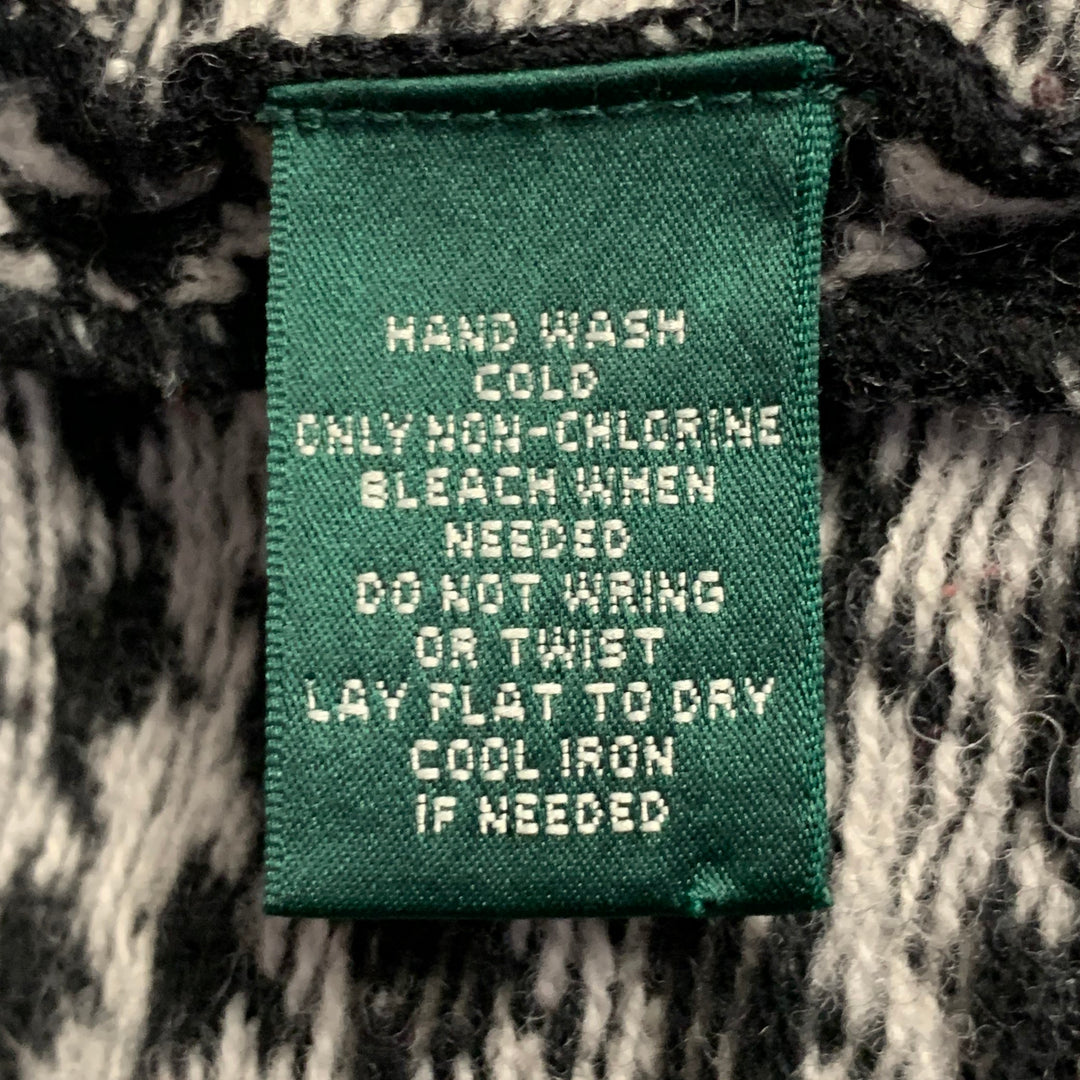 HAND WASH
COLD
ONLY NON-CHLORINE
BLEACH WHEN
NEEDED
DO NOT WRING
OR TWIST
LAY FLAT TO DRY
COOL IRON
IF NEEDED